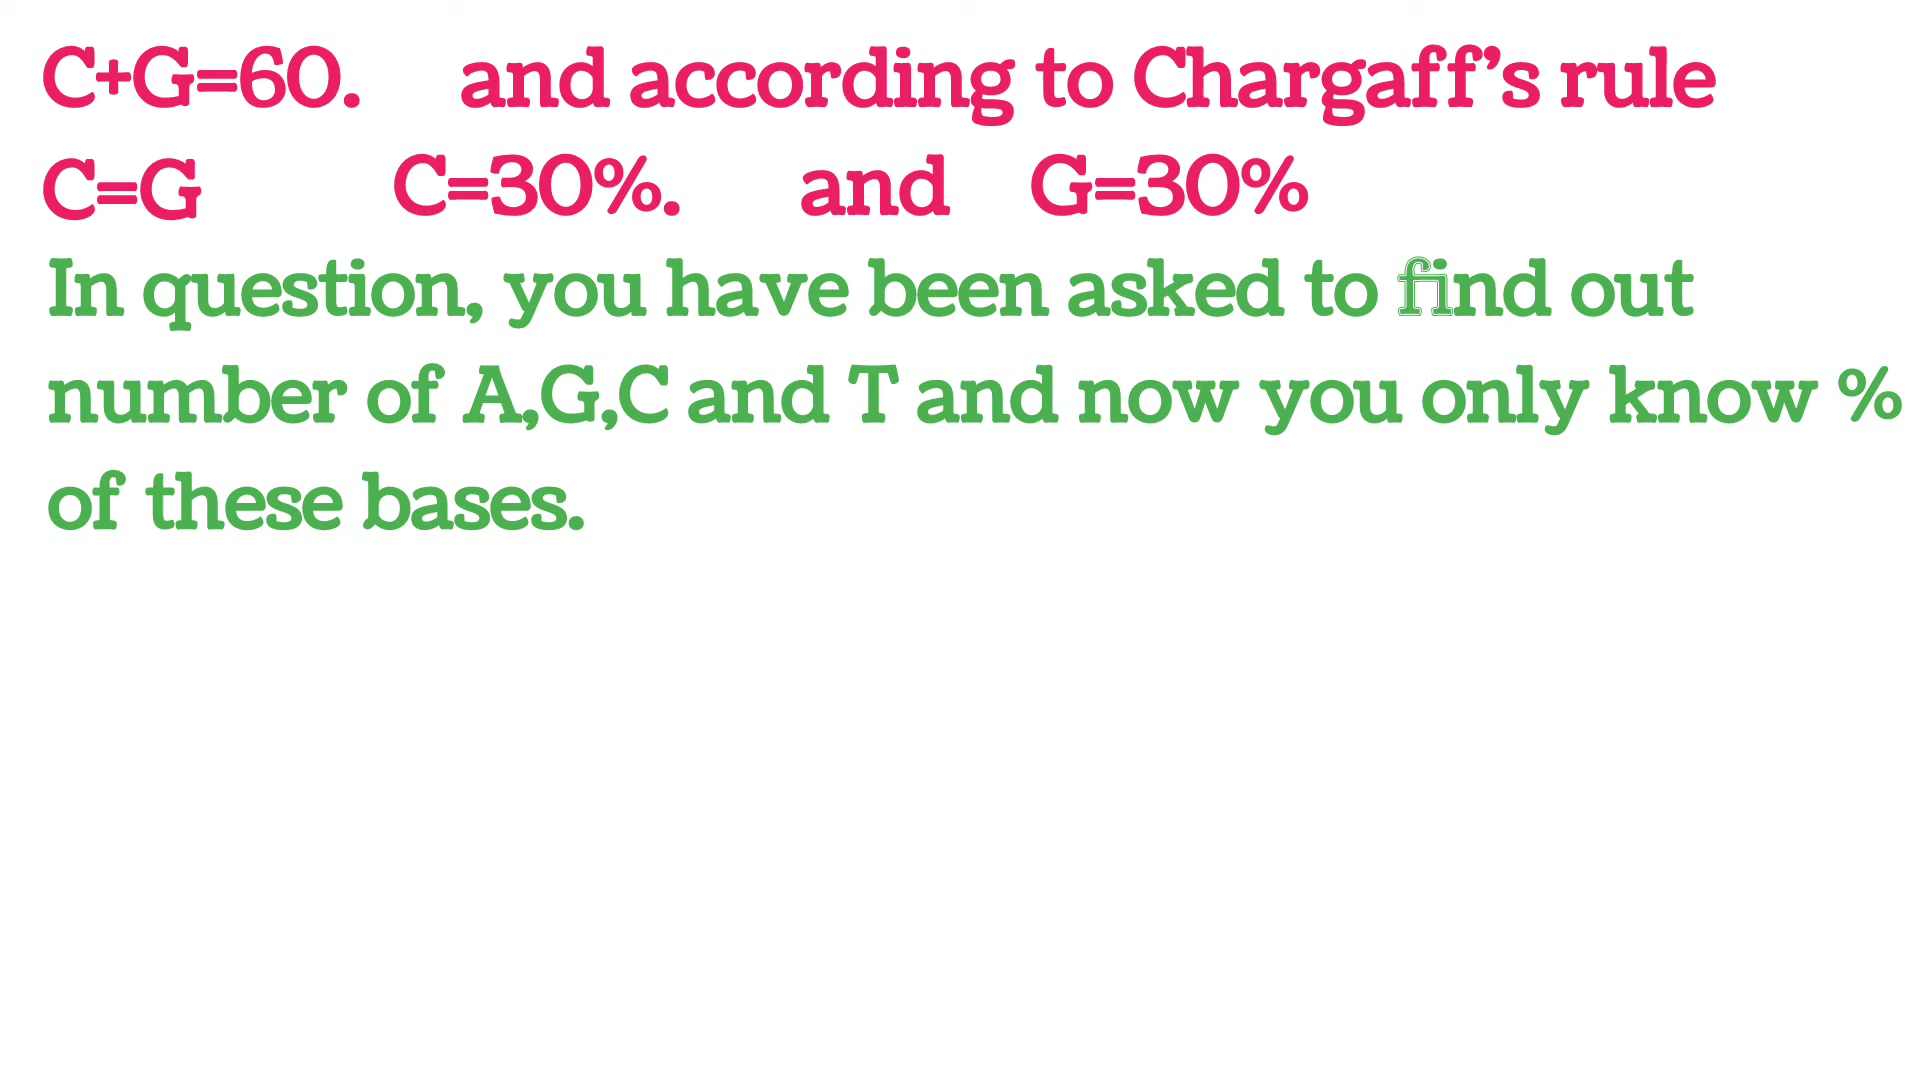 C+G=60. and according to Chargaff’s rule
C=G C=30%. and G=30%
In question, you have been asked to find out
number of A,G,C and T and now you only know %
of these bases.